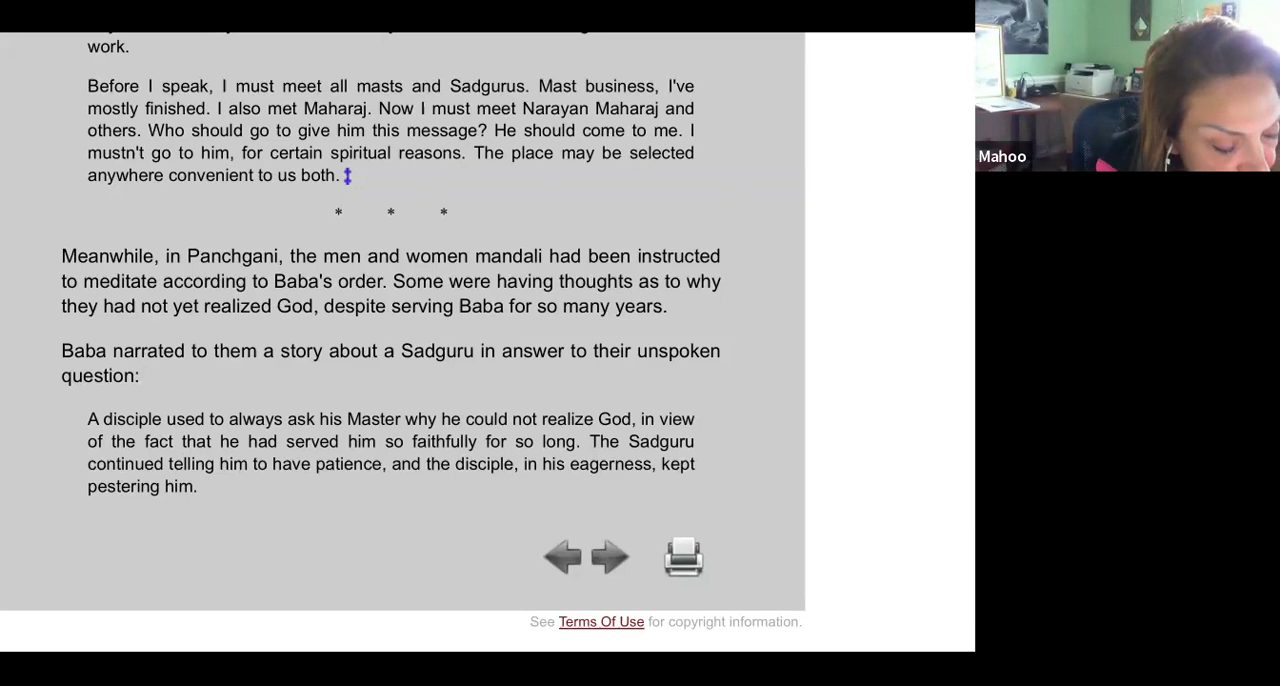 work.
Before I speak, I must meet all masts and Sadgurus. Mast business, I've
mostly finished. I also met Maharaj. Now I must meet Narayan Maharaj and
others. Who should go to give him this message? He should come to me. I
mustn't go to him, for certain spiritual reasons. The place may be selected
anywhere convenient to us both. ‡
* * *
Meanwhile, in Panchgani, the men and women mandali had been instructed
to meditate according to Baba's order. Some were having thoughts as to why
they had not yet realized God, despite serving Baba for so many years.
Baba narrated to them a story about a Sadguru in answer to their unspoken
question:
A disciple used to always ask his Master why he could not realize God, in view
of the fact that he had served him so faithfully for so long. The Sadguru
continued telling him to have patience, and the disciple, in his eagerness, kept
pestering him.
See Terms Of Use for copyright information.
Mahoo